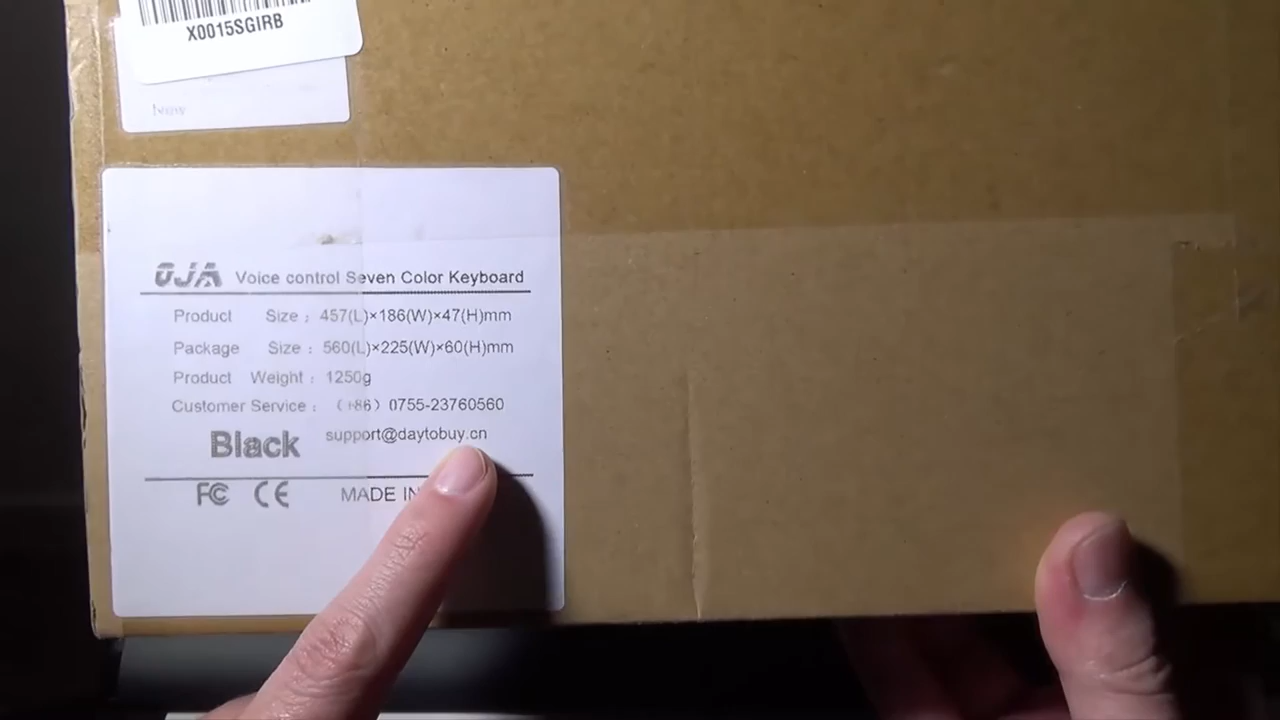 X0015SGIRB
New
OJA Voice control Seven Color Keyboard
Product Size : 457(L)×186(W)×47(H)mm
Package Size : 560(L)×225(W)×60(H)mm
Product Weight : 1250g
Customer Service : (+86) 0755-23760560
Black support@daytobuy.cn
FC CE MADE IN